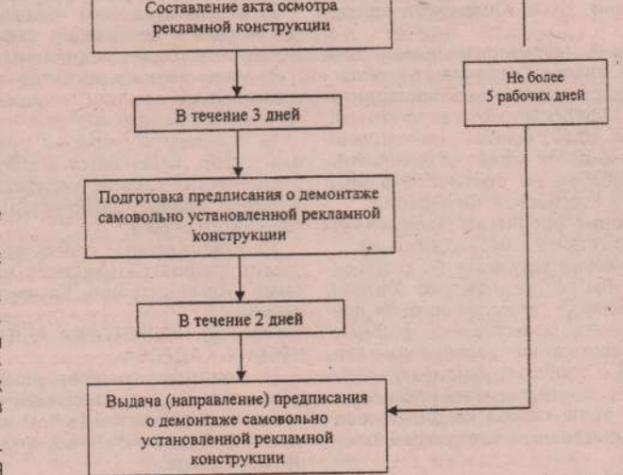 Составление акта осмотра
рекламной конструкции
Не более
5 рабочих дней
В течение 3 дней
Подготовка предписания о демонтаже
самовольно установленной рекламной
конструкции
В течение 2 дней
Выдача (направление) предписания
о демонтаже самовольно
установленной рекламной
конструкции